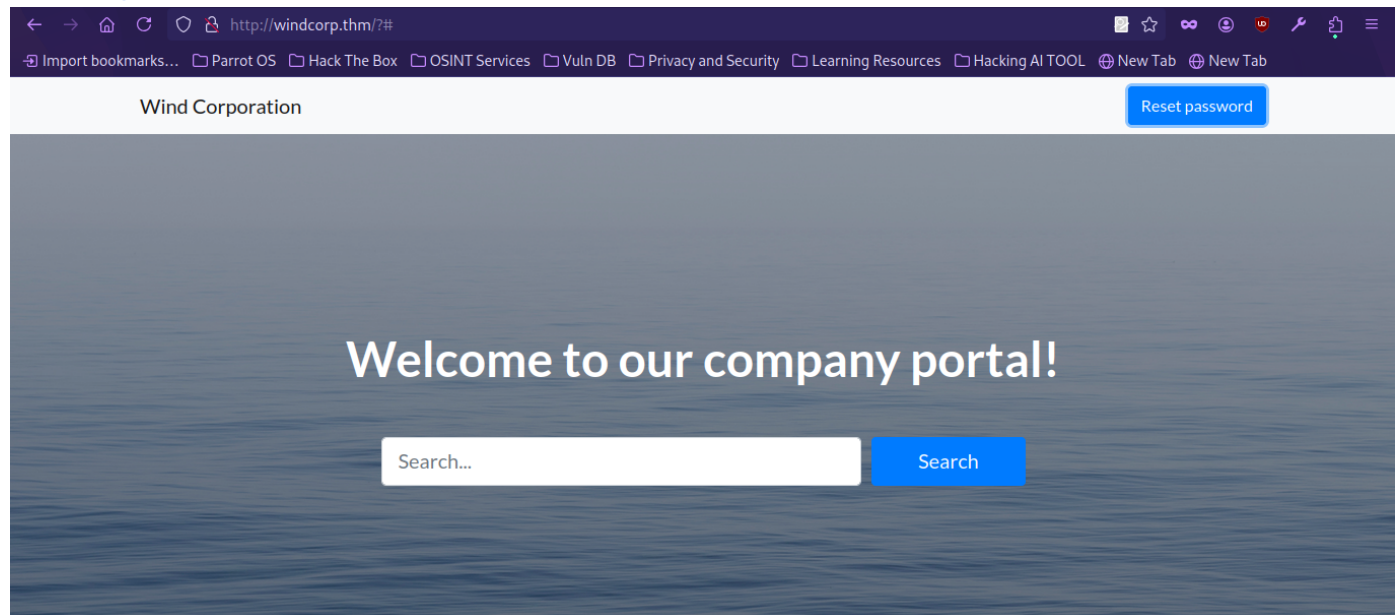 http://windcorp.thm/?#
Import bookmarks... Parrot OS Hack The Box OSINT Services Vuln DB Privacy and Security Learning Resources Hacking AI TOOL New Tab New Tab
Wind Corporation Reset password
Welcome to our company portal!
Search... Search